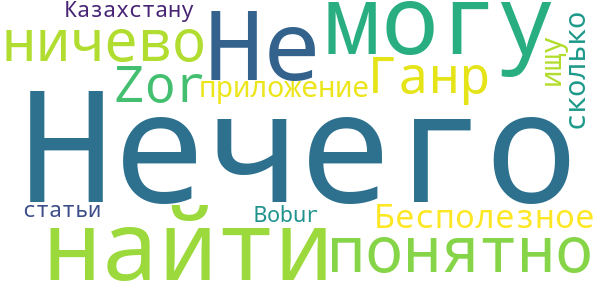 Казахстану
ничево
Не
могу
Zor
приложение
Ганр
ищу
сколько
Нечего
статьи
найти
Bobur
Бесполезное
понятно